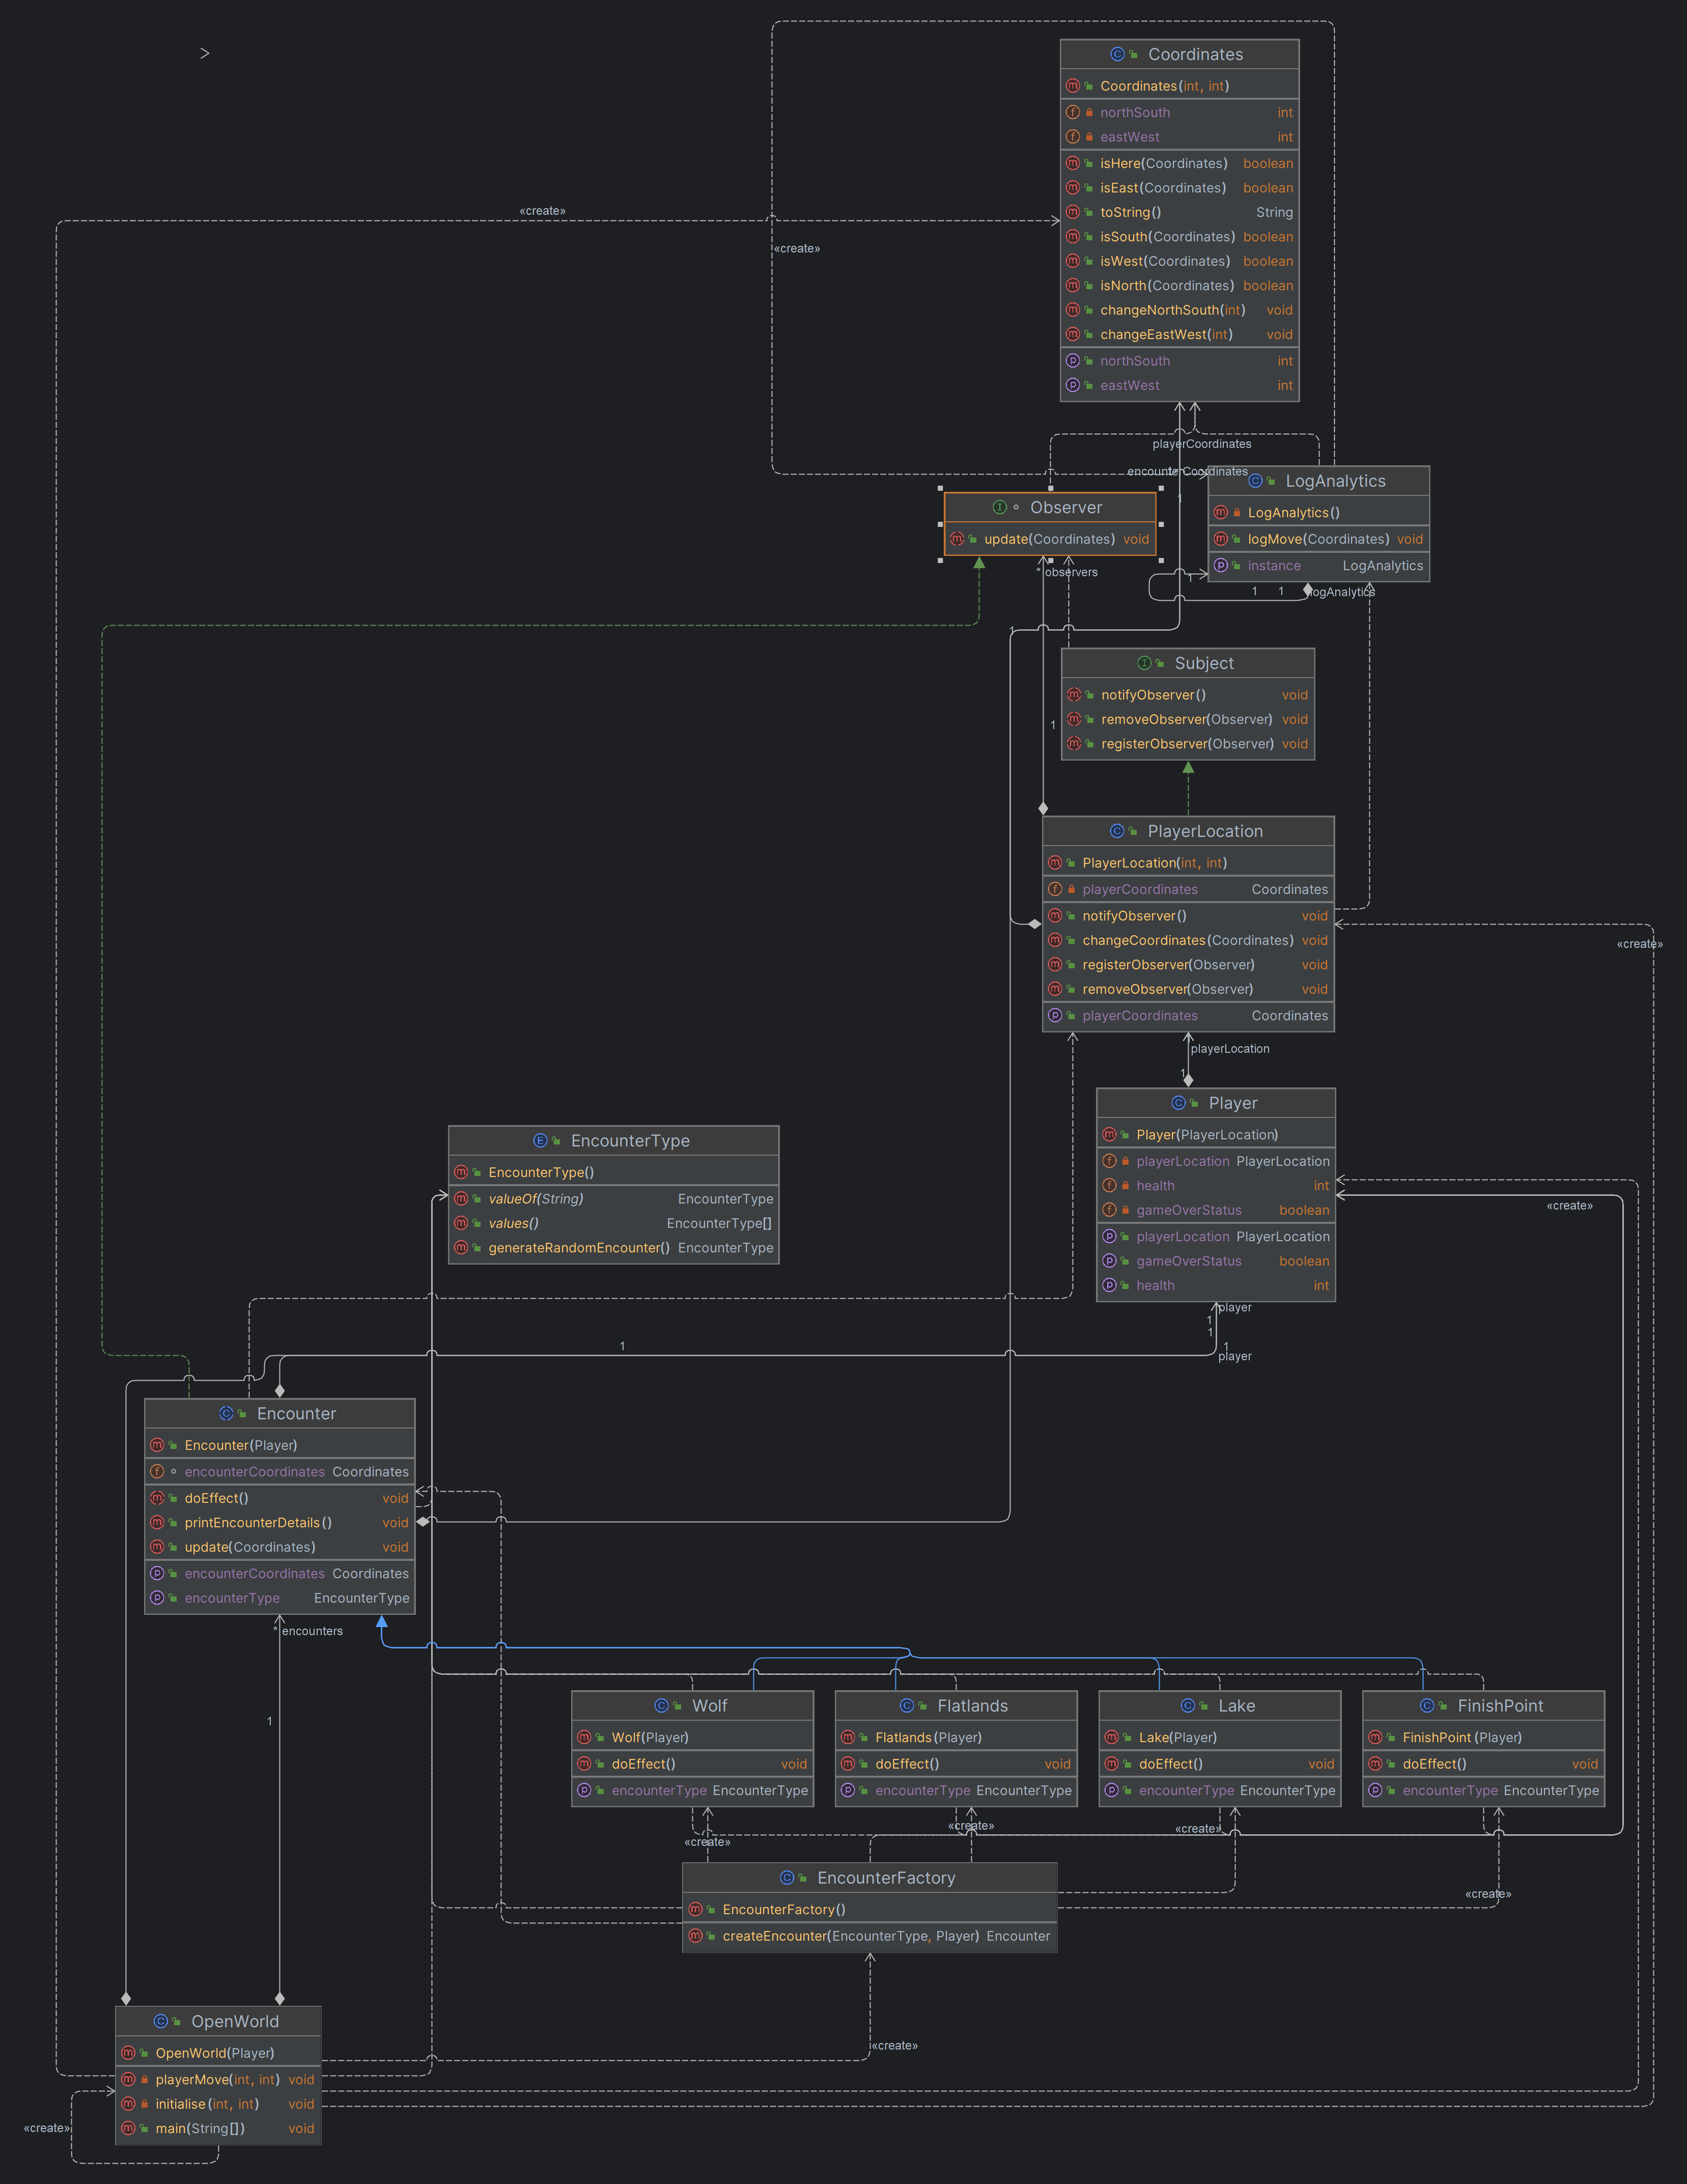 >
Coordinates
Coordinates(int, int)
northSouth int
eastWest int
isHere(Coordinates) boolean
isEast(Coordinates) boolean
toString() String
isSouth(Coordinates) boolean
isWest(Coordinates) boolean
isNorth(Coordinates) boolean
changeNorthSouth(int) void
changeEastWest(int) void
northSouth int
eastWest int
«create»
«create»
playerCoordinates
encounterCoordinates
1
LogAnalytics
LogAnalytics()
logMove(Coordinates) void
instance LogAnalytics
1
1 1 logAnalytics
Observer
update(Coordinates) void
* observers
1
Subject
notifyObserver() void
removeObserver(Observer) void
registerObserver(Observer) void
1
PlayerLocation
PlayerLocation(int, int)
playerCoordinates Coordinates
notifyObserver() void
changeCoordinates(Coordinates) void
registerObserver(Observer) void
removeObserver(Observer) void
playerCoordinates Coordinates
«create»
playerLocation
1
Player
Player(PlayerLocation)
playerLocation PlayerLocation
health int
gameOverStatus boolean
playerLocation PlayerLocation
gameOverStatus boolean
health int
«create»
EncounterType
EncounterType()
valueOf(String) EncounterType
values() EncounterType[]
generateRandomEncounter() EncounterType
player
1
1
1
1
player
Encounter
Encounter(Player)
encounterCoordinates Coordinates
doEffect() void
printEncounterDetails() void
update(Coordinates) void
encounterCoordinates Coordinates
encounterType EncounterType
* encounters
1
Wolf
Wolf(Player)
doEffect() void
encounterType EncounterType
Flatlands
Flatlands(Player)
doEffect() void
encounterType EncounterType
Lake
Lake(Player)
doEffect() void
encounterType EncounterType
FinishPoint
FinishPoint(Player)
doEffect() void
encounterType EncounterType
«create»
«create»
«create»
«create»
EncounterFactory
EncounterFactory()
createEncounter(EncounterType, Player) Encounter
«create»
OpenWorld
OpenWorld(Player)
playerMove(int, int) void
initialise(int, int) void
main(String[]) void
«create»